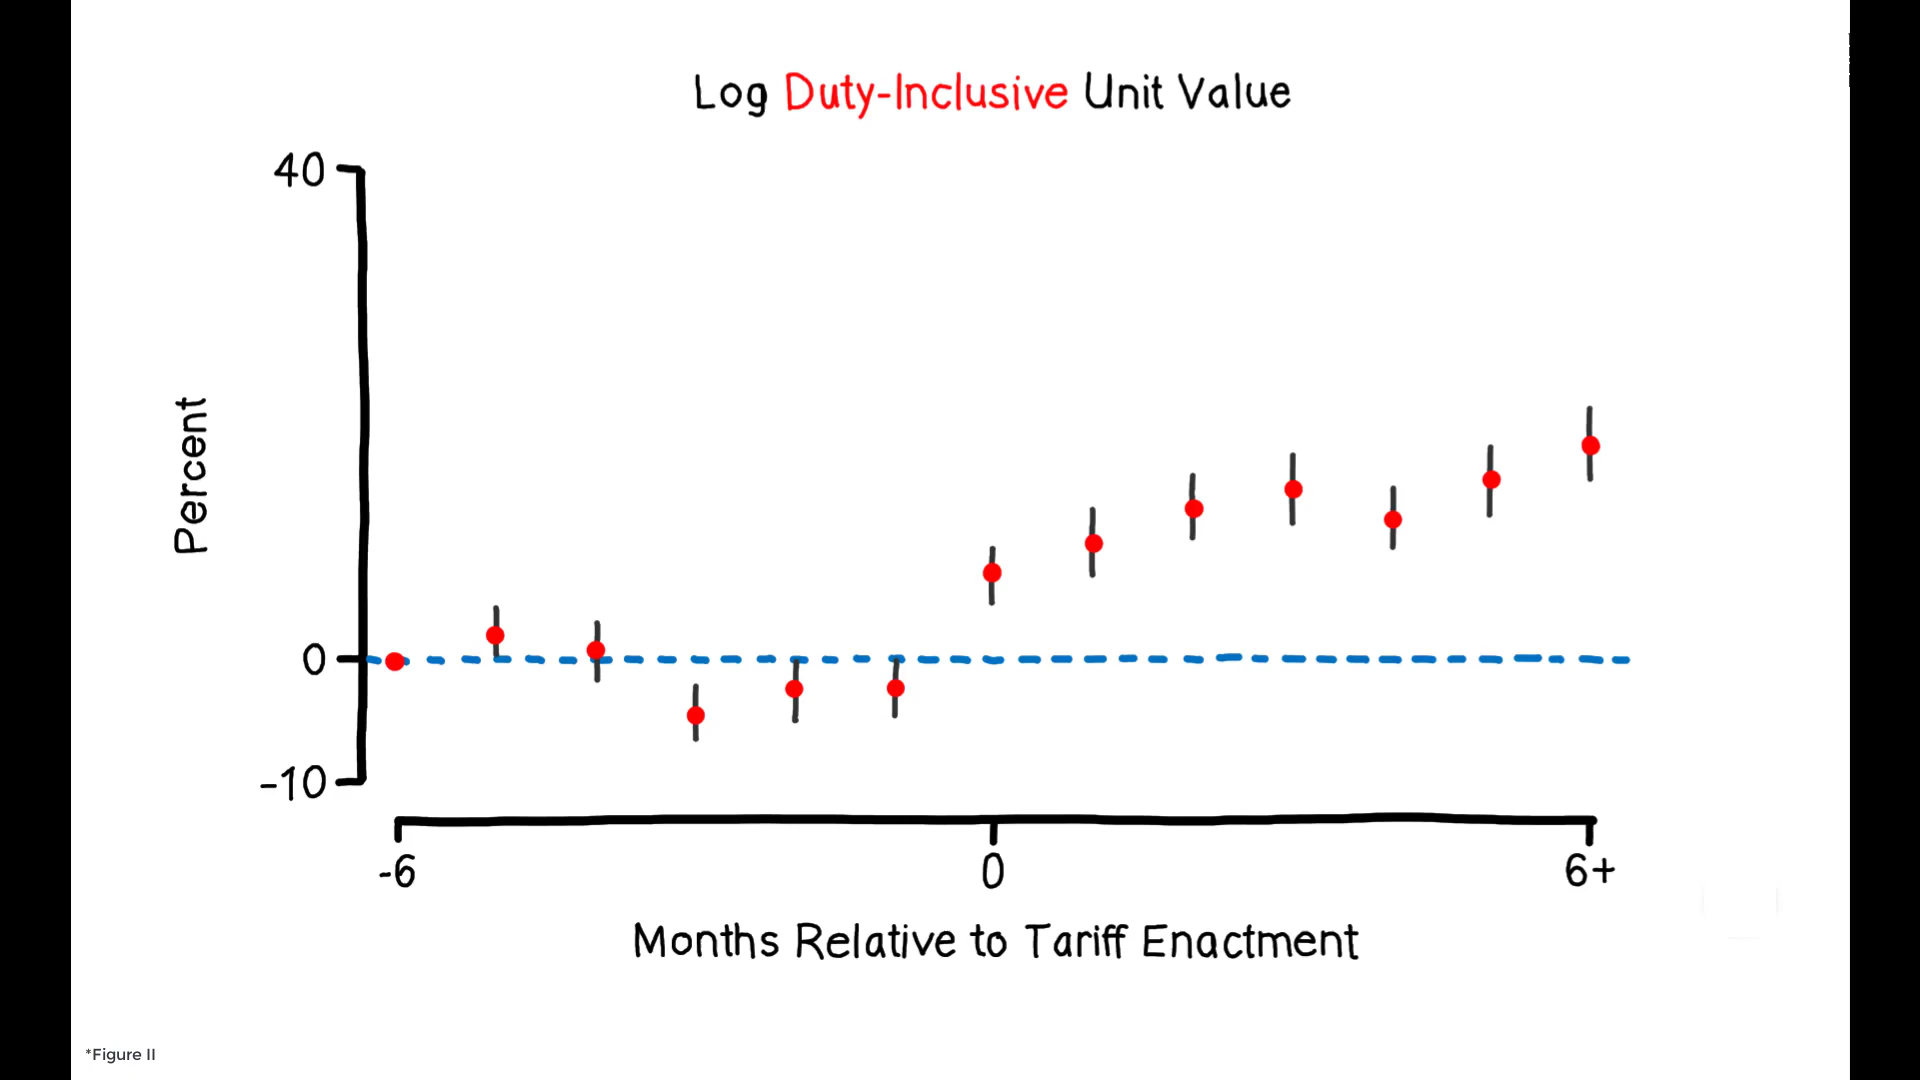 Log Duty-Inclusive Unit Value
40
Percent
0
-10
-6
0
6+
Months Relative to Tariff Enactment
*Figure II